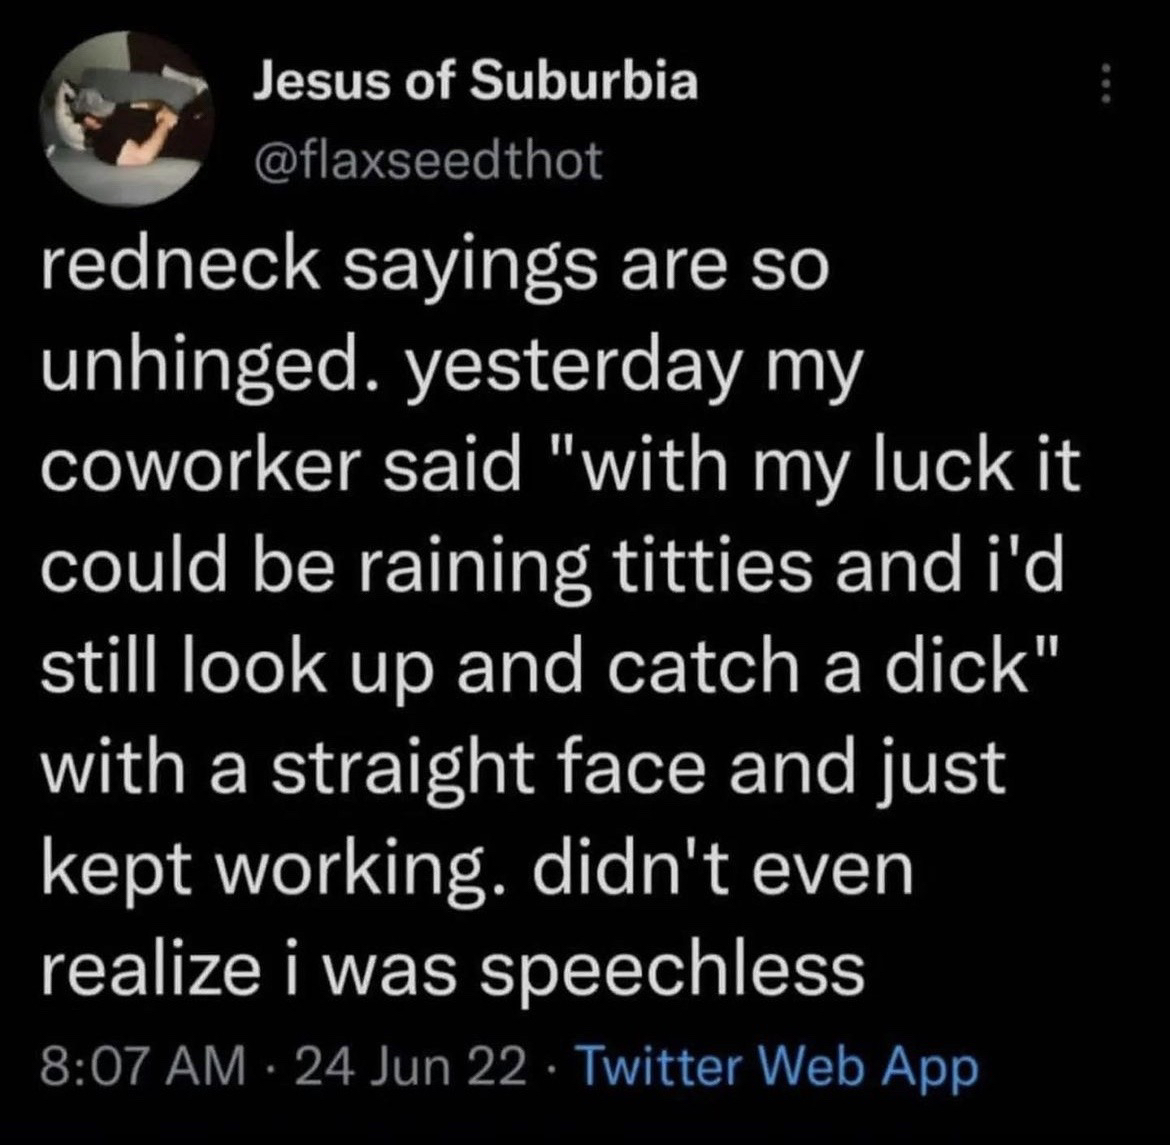 Jesus of Suburbia
@flaxseedthot
redneck sayings are so
unhinged. yesterday my
coworker said "with my luck it
could be raining titties and i'd
still look up and catch a dick"
with a straight face and just
kept working. didn't even
realize i was speechless
8:07 AM · 24 Jun 22 · Twitter Web App